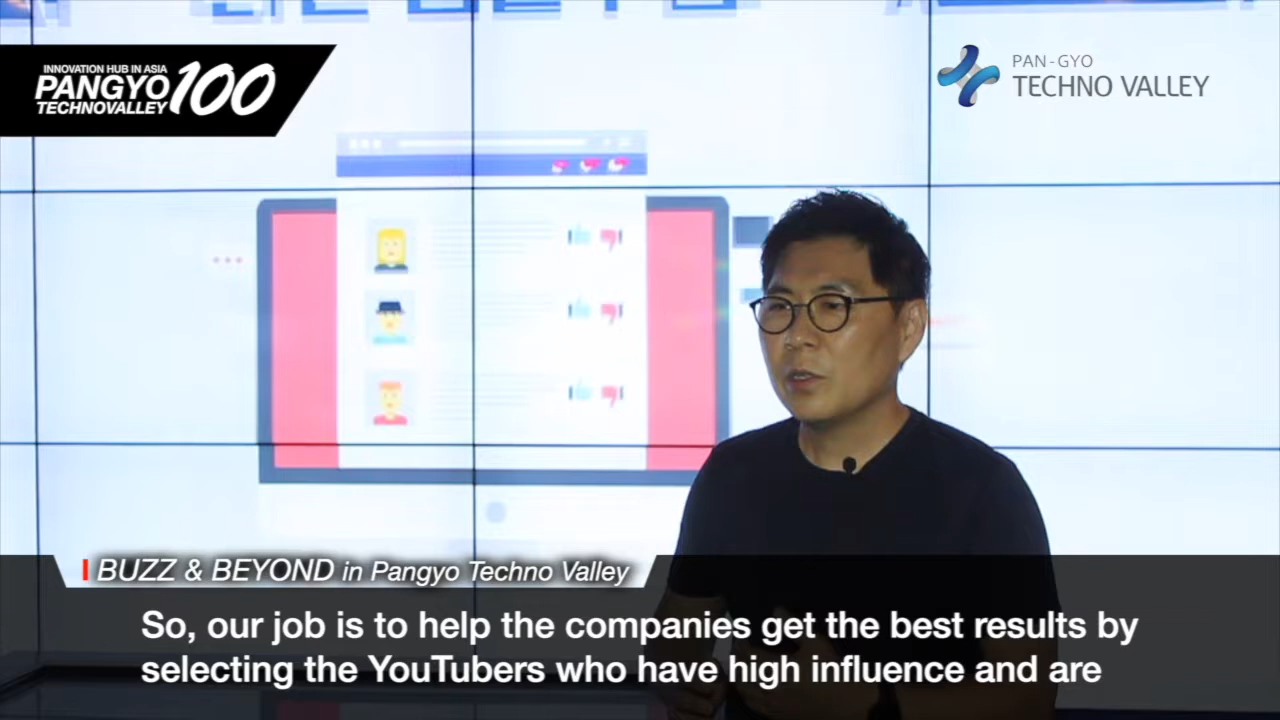 INNOVATION HUB IN ASIA
PANGYO
TECHNOVALLEY
100
PAN-GYO
TECHNO VALLEY
BUZZ & BEYOND in Pangyo Techno Valley
So, our job is to help the companies get the best results by
selecting the YouTubers who have high influence and are